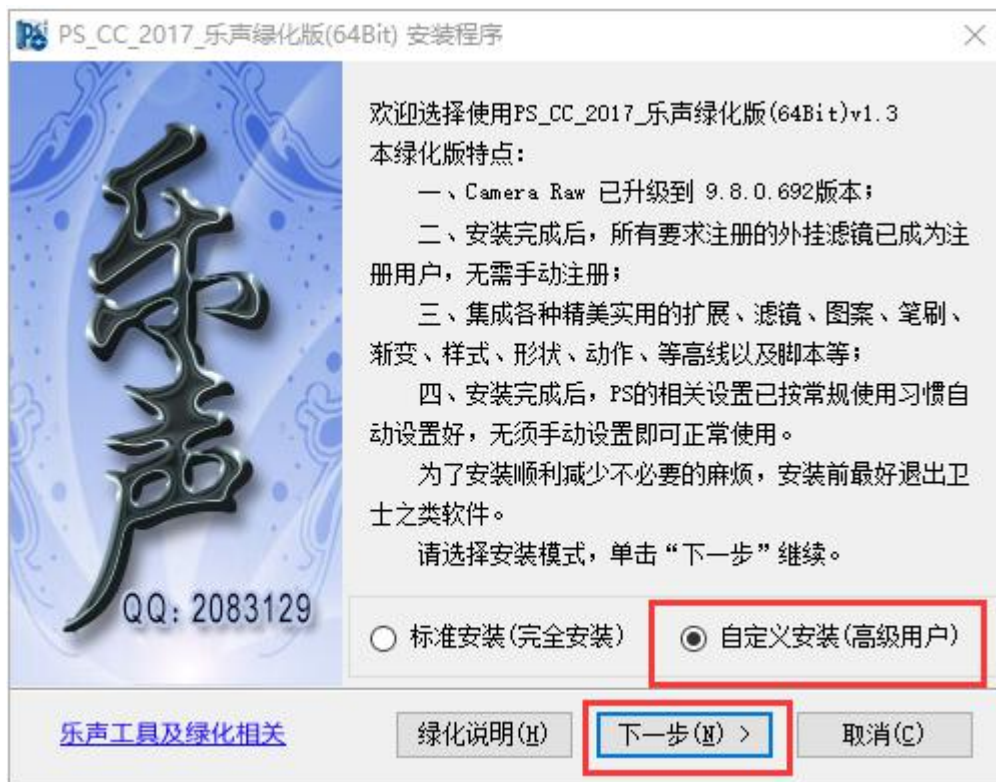 PS_CC_2017_乐声绿化版(64Bit) 安装程序
欢迎选择使用PS_CC_2017_乐声绿化版(64Bit)v1.3
本绿化版特点：
一、Camera Raw 已升级到 9.8.0.692版本；
二、安装完成后，所有要求注册的外挂滤镜已成为注
册用户，无需手动注册；
三、集成各种精美实用的扩展、滤镜、图案、笔刷、
渐变、样式、形状、动作、等高线以及脚本等；
四、安装完成后，PS的相关设置已按常规使用习惯自
动设置好，无须手动设置即可正常使用。
为了安装顺利减少不必要的麻烦，安装前最好退出卫
士之类软件。
请选择安装模式，单击“下一步”继续。
乐声
QQ: 2083129
标准安装(完全安装)
自定义安装(高级用户)
乐声工具及绿化相关
绿化说明(H)
下一步(N) >
取消(C)